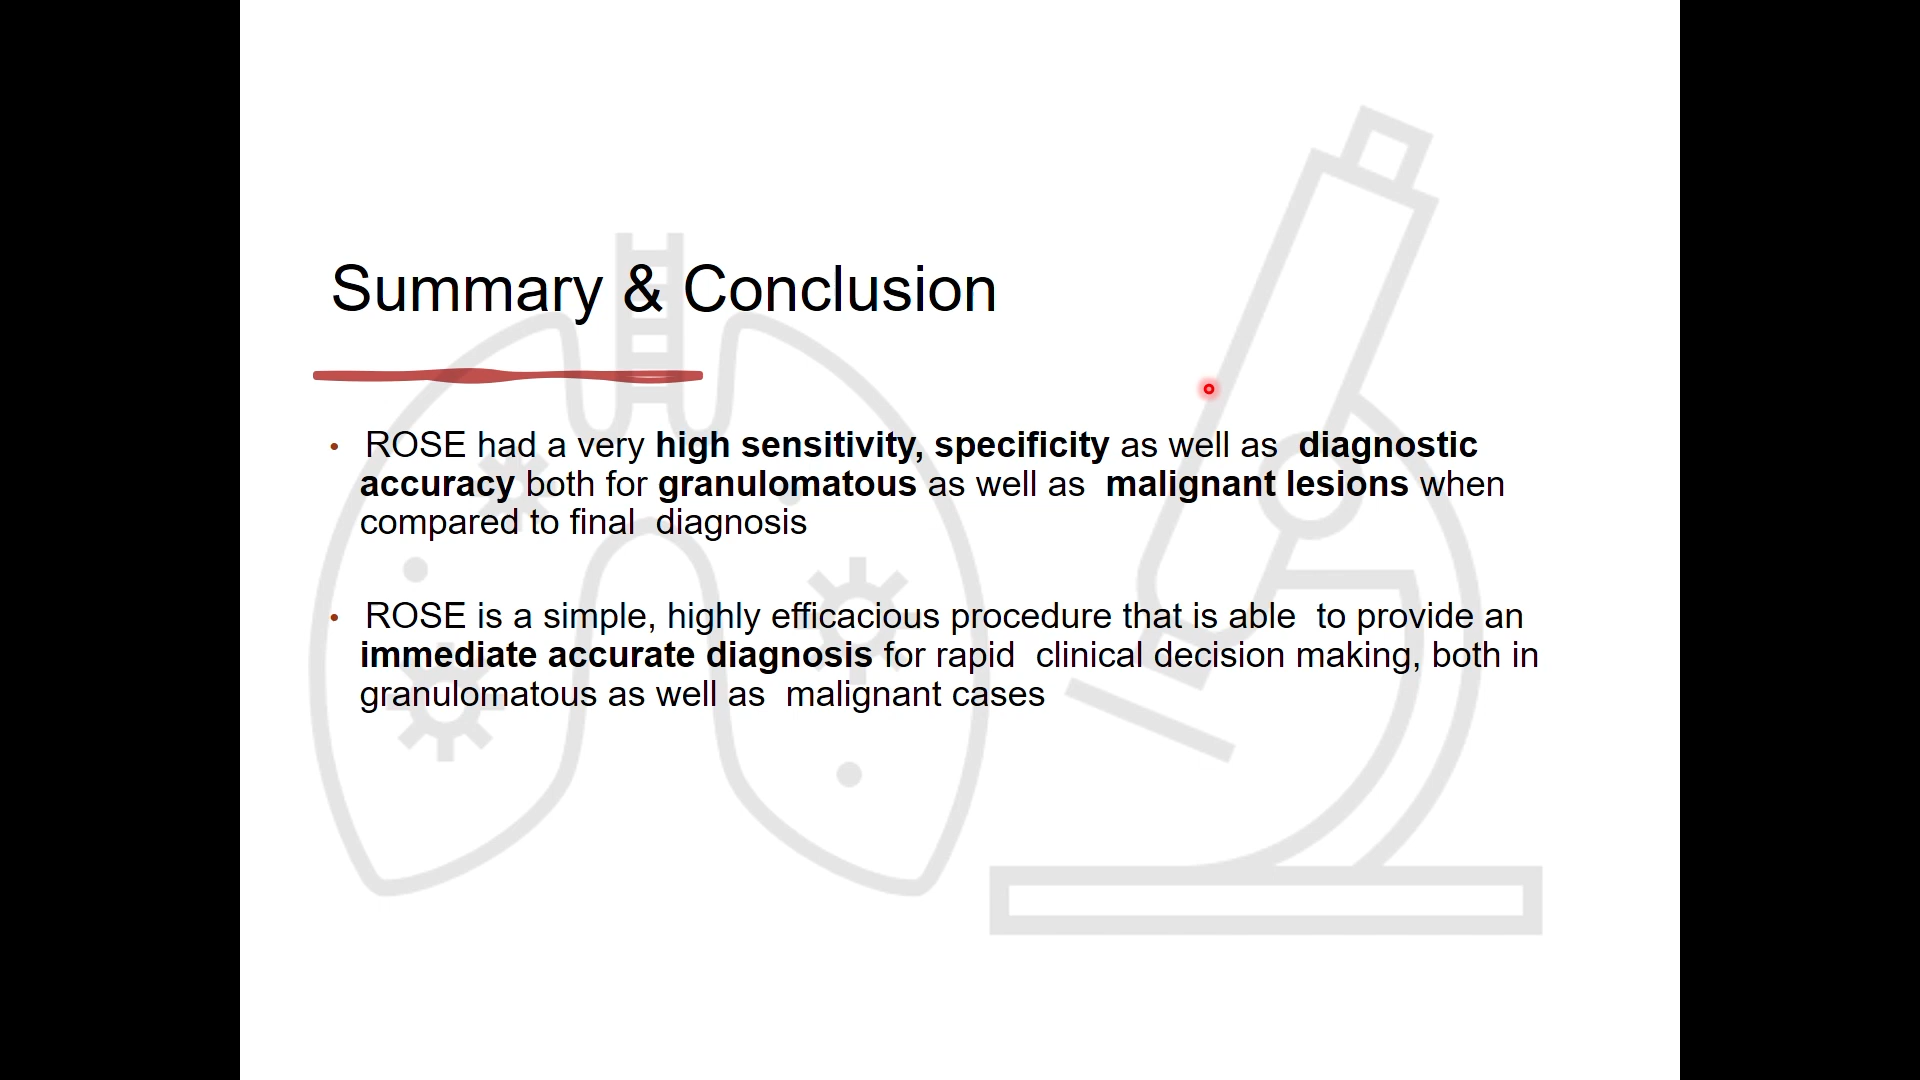 Summary & Conclusion
• ROSE had a very high sensitivity, specificity as well as diagnostic
accuracy both for granulomatous as well as malignant lesions when
compared to final diagnosis
• ROSE is a simple, highly efficacious procedure that is able to provide an
immediate accurate diagnosis for rapid clinical decision making, both in
granulomatous as well as malignant cases